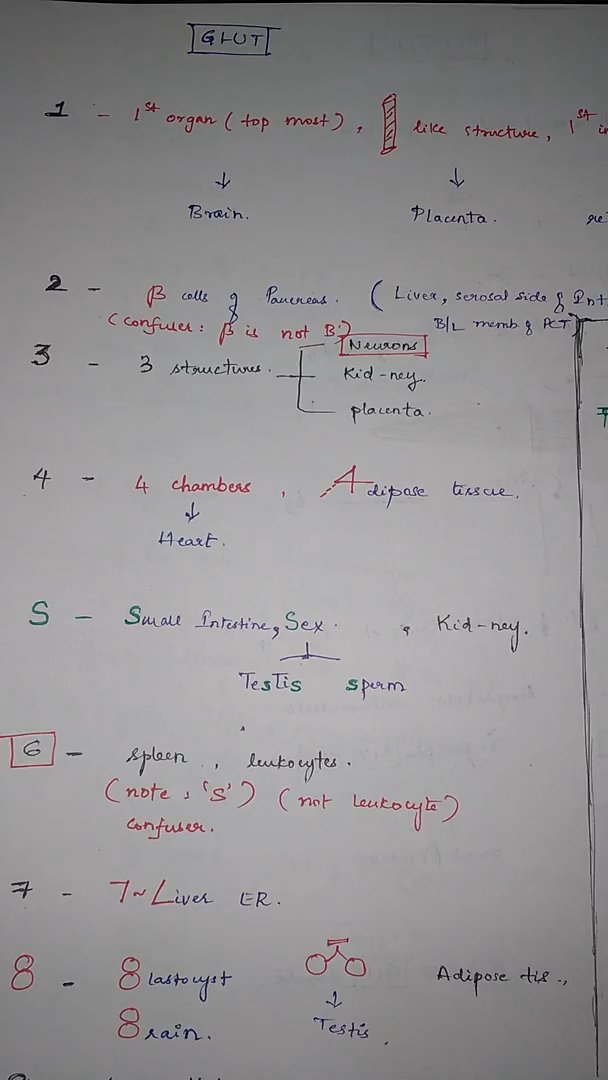 GLUT
1 - 1st organ (top most), like structure, 1st
Brain. Placenta.
2 - β cells of Pancreas. (Liver, serosal side of Int
(confuser: β is not B.) B/L memb. of PCT)
3 - 3 structures. Neurons
Kid-ney.
placenta.
4 - 4 chambers, Adipose tissue.
Heart.
S - Small Intestine, Sex. , Kid-ney.
Testis sperm
6 - spleen, leukocytes.
(note, 'S') (not leukocyte)
confuser.
7 - 7~Liver ER.
8 - 8lastocyst Adipose tis.,
8rain. Testis.